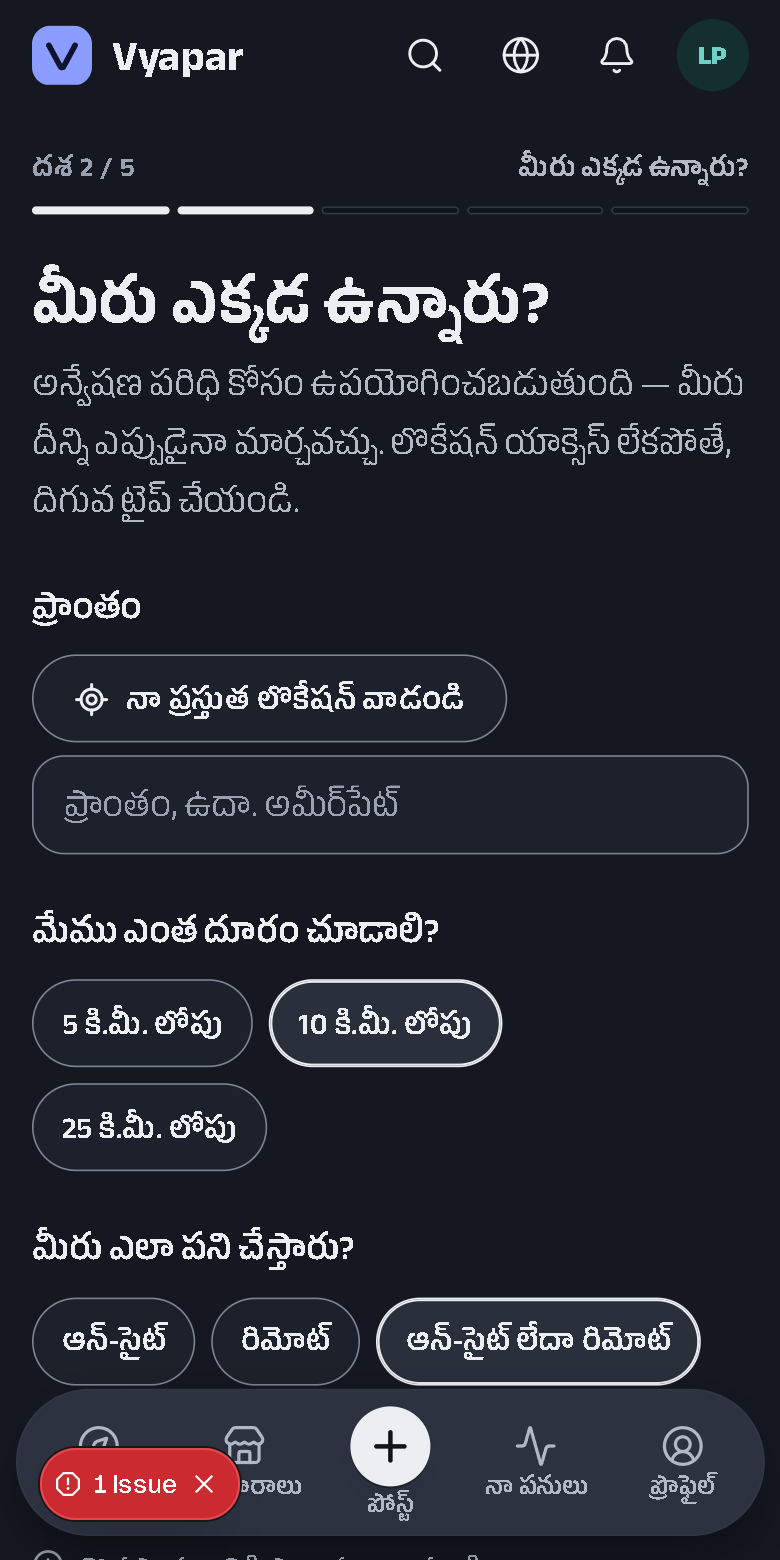 Vyapar
LP
దశ 2 / 5
మీరు ఎక్కడ ఉన్నారు?
మీరు ఎక్కడ ఉన్నారు?
అన్వేషణ పరిధి కోసం ఉపయోగించబడుతుంది — మీరు
దీన్ని ఎప్పుడైనా మార్చవచ్చు. లొకేషన్ యాక్సెస్ లేకపోతే,
దిగువ టైప్ చేయండి.
ప్రాంతం
నా ప్రస్తుత లొకేషన్ వాడండి
ప్రాంతం, ఉదా. అమీర్‌పేట్
మేము ఎంత దూరం చూడాలి?
5 కి.మీ. లోపు
10 కి.మీ. లోపు
25 కి.మీ. లోపు
మీరు ఎలా పని చేస్తారు?
ఆన్-సైట్
రిమోట్
ఆన్-సైట్ లేదా రిమోట్
1 Issue
పోస్ట్
నా పనులు
ప్రొఫైల్